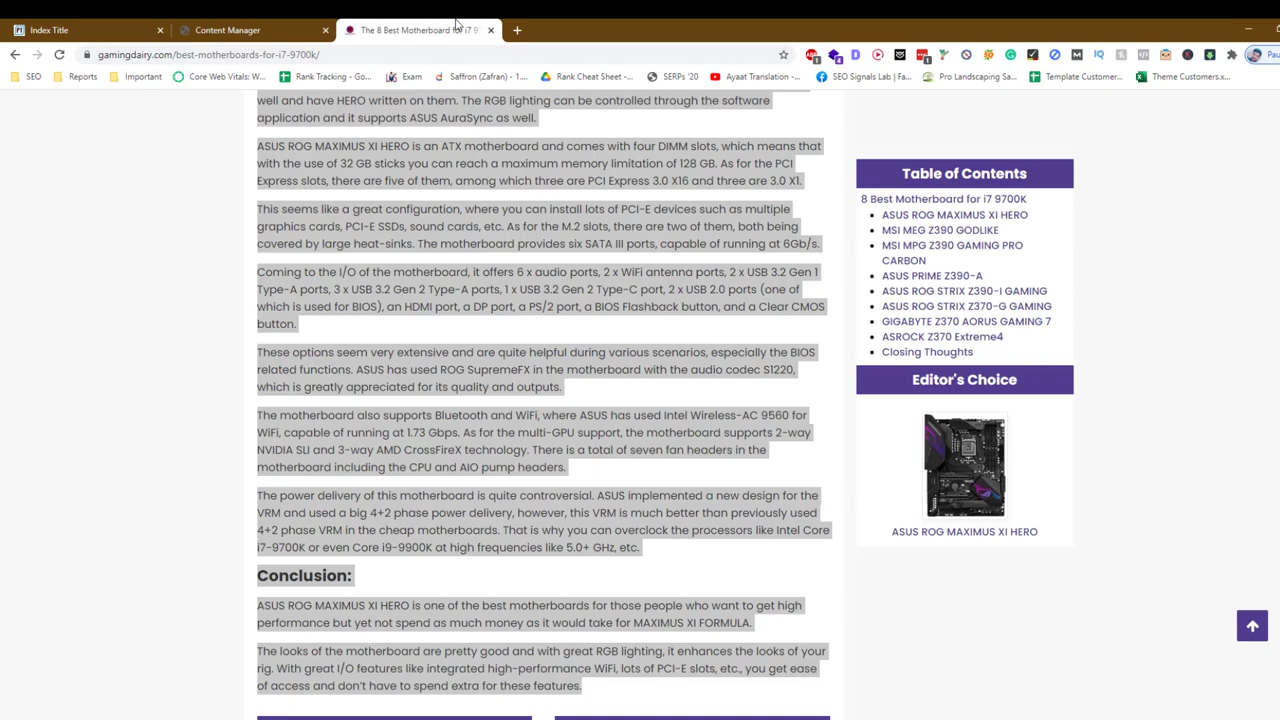 Index Title
Content Manager
The 8 Best Motherboard for i7 9
gamingdairy.com/best-motherboards-for-i7-9700k/
Pau
SEO
Reports
Important
Core Web Vitals: W...
Rank Tracking - Go...
Exam
Saffron (Zafran) - 1....
Rank Cheat Sheet -...
SERPs '20
Ayaat Translation -...
SEO Signals Lab | Fa...
Pro Landscaping Sa...
Template Customer...
Theme Customers.x...
well and have HERO written on them. The RGB lighting can be controlled through the software
application and it supports ASUS AuraSync as well.
ASUS ROG MAXIMUS XI HERO is an ATX motherboard and comes with four DIMM slots, which means that
with the use of 32 GB sticks you can reach a maximum memory limitation of 128 GB. As for the PCI
Express slots, there are five of them, among which three are PCI Express 3.0 X16 and three are 3.0 X1.
This seems like a great configuration, where you can install lots of PCI-E devices such as multiple
graphics cards, PCI-E SSDs, sound cards, etc. As for the M.2 slots, there are two of them, both being
covered by large heat-sinks. The motherboard provides six SATA III ports, capable of running at 6Gb/s.
Coming to the I/O of the motherboard, it offers 6 x audio ports, 2 x WiFi antenna ports, 2 x USB 3.2 Gen 1
Type-A ports, 3 x USB 3.2 Gen 2 Type-A ports, 1 x USB 3.2 Gen 2 Type-C port, 2 x USB 2.0 ports (one of
which is used for BIOS), an HDMI port, a DP port, a PS/2 port, a BIOS Flashback button, and a Clear CMOS
button.
These options seem very extensive and are quite helpful during various scenarios, especially the BIOS
related functions. ASUS has used ROG SupremeFX in the motherboard with the audio codec S1220,
which is greatly appreciated for its quality and outputs.
The motherboard also supports Bluetooth and WiFi, where ASUS has used Intel Wireless-AC 9560 for
WiFi, capable of running at 1.73 Gbps. As for the multi-GPU support, the motherboard supports 2-way
NVIDIA SLI and 3-way AMD CrossFireX technology. There is a total of seven fan headers in the
motherboard including the CPU and AIO pump headers.
The power delivery of this motherboard is quite controversial. ASUS implemented a new design for the
VRM and used a big 4+2 phase power delivery, however, this VRM is much better than previously used
4+2 phase VRM in the cheap motherboards. That is why you can overclock the processors like Intel Core
i7-9700K or even Core i9-9900K at high frequencies like 5.0+ GHz, etc.
Conclusion:
ASUS ROG MAXIMUS XI HERO is one of the best motherboards for those people who want to get high
performance but yet not spend as much money as it would take for MAXIMUS XI FORMULA.
The looks of the motherboard are pretty good and with great RGB lighting, it enhances the looks of your
rig. With great I/O features like integrated high-performance WiFi, lots of PCI-E slots, etc., you get ease
of access and don't have to spend extra for these features.
Table of Contents
8 Best Motherboard for i7 9700K
ASUS ROG MAXIMUS XI HERO
MSI MEG Z390 GODLIKE
MSI MPG Z390 GAMING PRO
CARBON
ASUS PRIME Z390-A
ASUS ROG STRIX Z390-I GAMING
ASUS ROG STRIX Z370-G GAMING
GIGABYTE Z370 AORUS GAMING 7
ASROCK Z370 Extreme4
Closing Thoughts
Editor's Choice
ASUS ROG MAXIMUS XI HERO